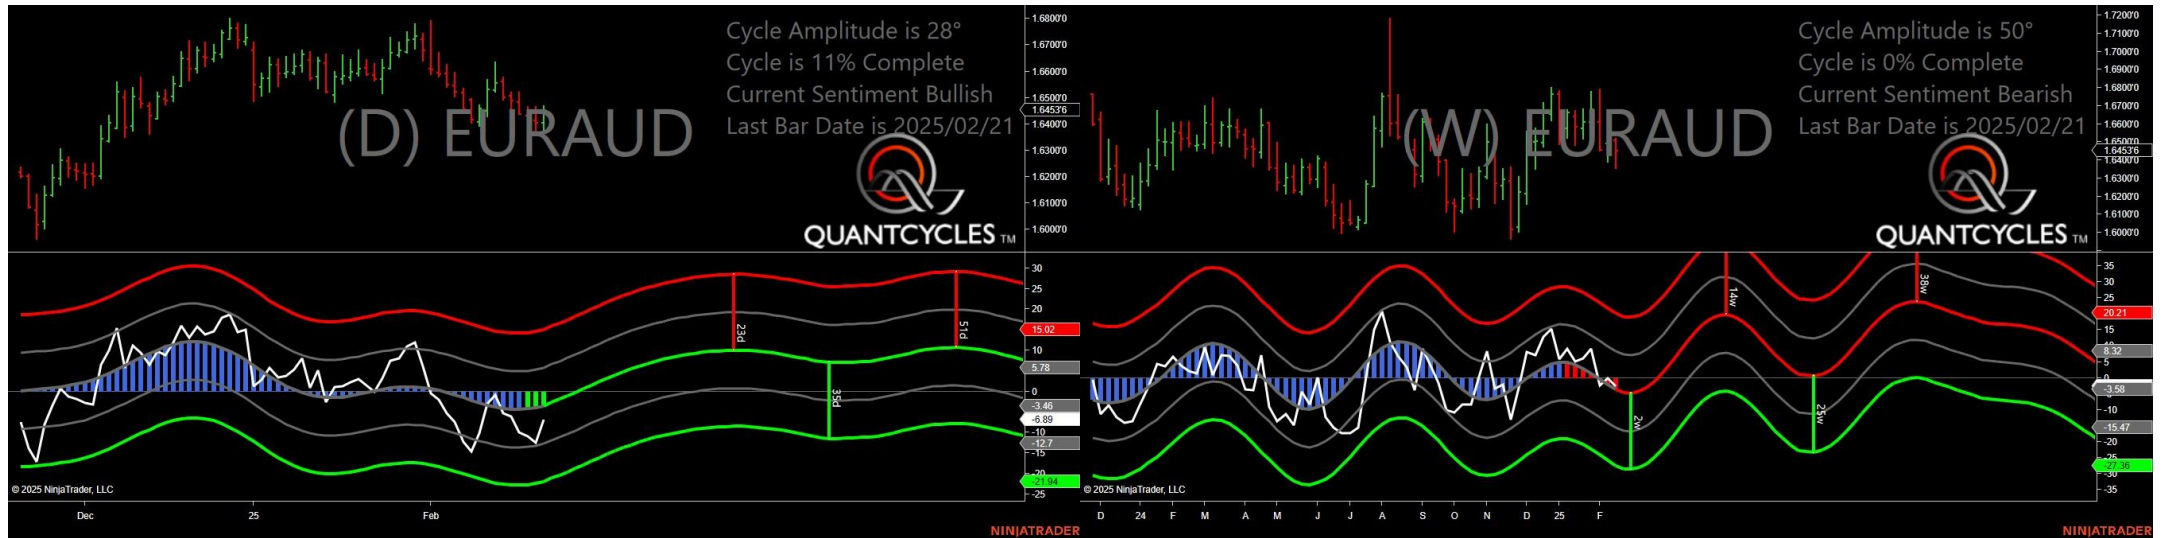 Cycle Amplitude is 28°
Cycle is 11% Complete
Current Sentiment Bullish
Last Bar Date is 2025/02/21
(D) EURAUD
QUANTCYCLES TM
1.6800'0
1.6700'0
1.6600'0
1.6500'0
1.6453'6
1.6400'0
1.6300'0
1.6200'0
1.6100'0
1.6000'0
23d
35d
51d
30
25
20
15.02
10
5.78
0
-3.46
-6.89
-10
-12.7
-15
-20
-21.94
-25
© 2025 NinjaTrader, LLC
Dec
25
Feb
NINJATRADER
Cycle Amplitude is 50°
Cycle is 0% Complete
Current Sentiment Bearish
Last Bar Date is 2025/02/21
(W) EURAUD
QUANTCYCLES TM
1.7200'0
1.7100'0
1.7000'0
1.6900'0
1.6800'0
1.6700'0
1.6600'0
1.6500'0
1.6453'6
1.6400'0
1.6300'0
1.6200'0
1.6100'0
1.6000'0
2w
14w
25w
38w
35
30
25
20.21
15
10
8.32
5
0
-3.58
-10
-15.47
-20
-25
-27.36
-30
-35
© 2025 NinjaTrader, LLC
D 24 F M A M J J A S O N D 25 F
NINJATRADER